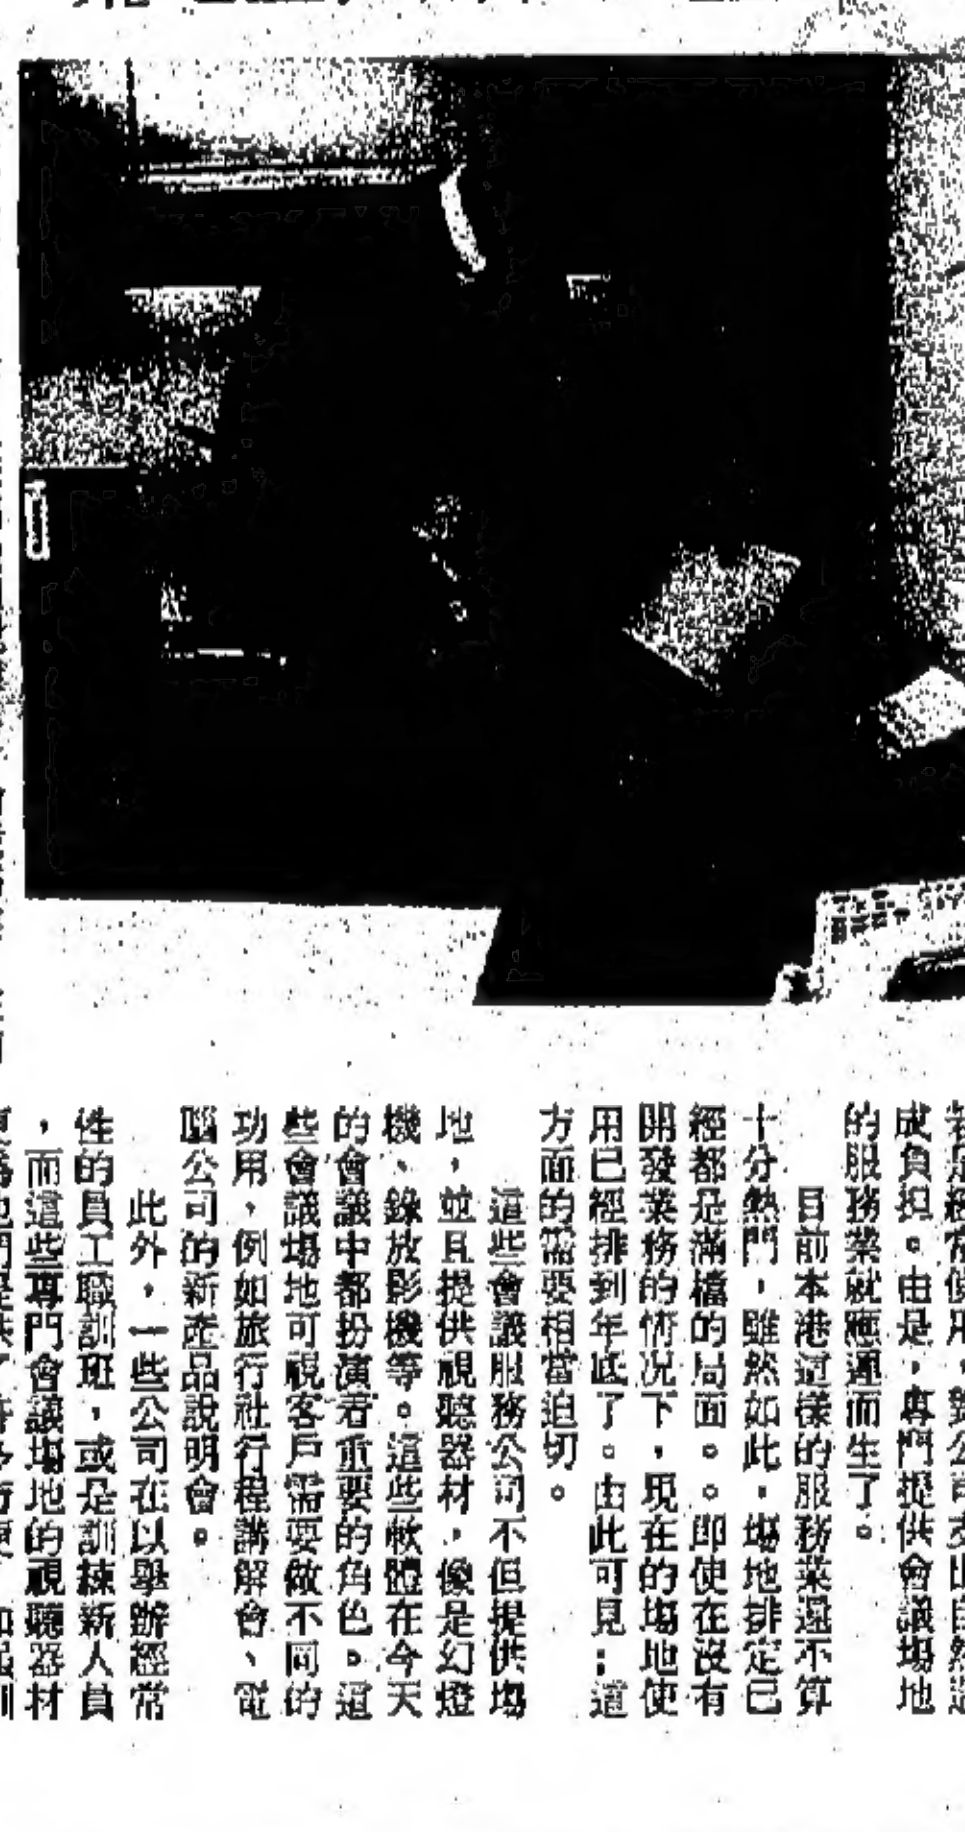 成負担。由是，專門提供會議場地
的服務業就應運而生了。
目前本港這樣的服務業還不算
十分熱門，雖然如此，場地排定已
經都是滿檔的局面。。即使在沒有
開發業務的情況下，現在的場地使
用已經排到年底了。由此可見；這
方面的需要相當迫切。
這些會議服務公司不但提供場
地，並且提供視聽器材，像是幻燈
機、錄放影機等。這些軟體在今天
的會議中都扮演着重要的角色。這
些會議場地可視客戶需要做不同的
功用，例如旅行社行程講解會、電
腦公司的新產品說明會。
此外，一些公司在以舉辦經常
性的員工職訓班，或是訓練新人員
，而這些專門會議場地的視聽器材